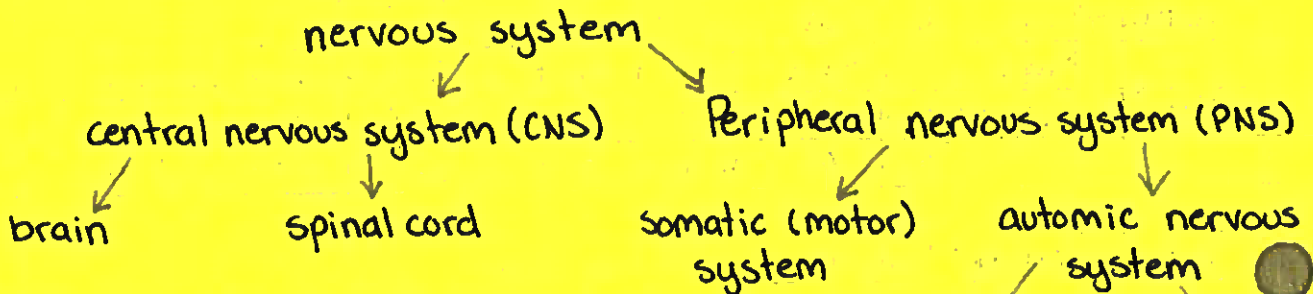 nervous system
central nervous system (CNS)
Peripheral nervous system (PNS)
brain
spinal cord
somatic (motor)
system
automic nervous
system